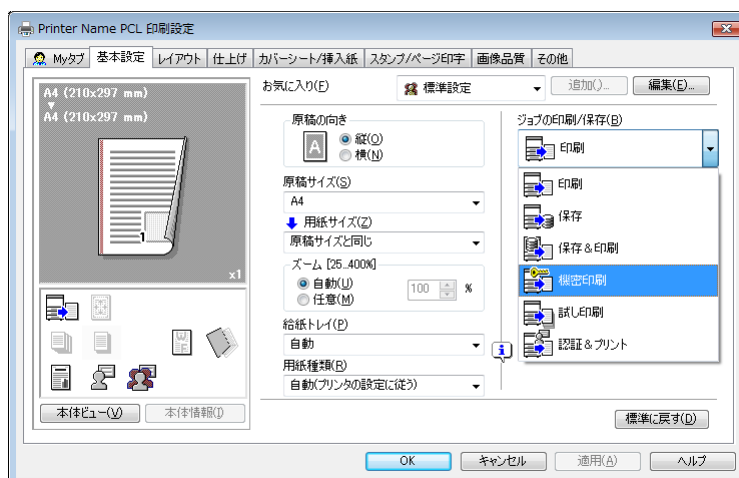 Printer Name PCL 印刷設定
Myタブ 基本設定 レイアウト 仕上げ カバーシート/挿入紙 スタンプ/ページ印字 画像品質 その他
A4 (210x297 mm)
A4 (210x297 mm)
1
x1
本体ビュー(V) 本体情報(I)
お気に入り(F) 標準設定 追加()... 編集(E)...
原稿の向き
A
縦(O)
横(N)
原稿サイズ(S)
A4
用紙サイズ(Z)
原稿サイズと同じ
ズーム [25..400%]
自動(U)
任意(M)
100 %
給紙トレイ(P)
自動
用紙種類(R)
自動(プリンタの設定に従う)
ジョブの印刷/保存(B)
印刷
印刷
保存
保存&印刷
機密印刷
試し印刷
認証&プリント
標準に戻す(D)
OK キャンセル 適用(A) ヘルプ